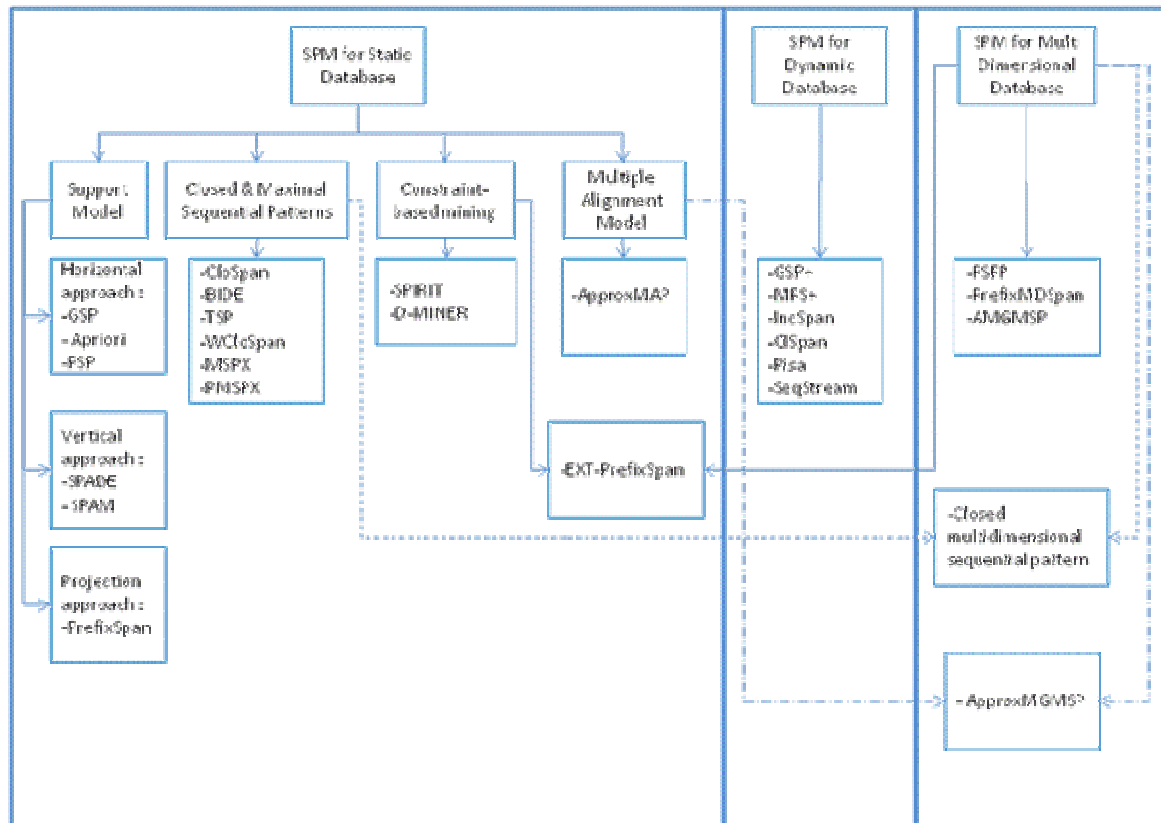 SPM for Static
Database
SPM for
Dynamic
Database
SPM for Mult
Dimensional
Database
Support
Model
Closed & Maximal
Sequential Patterns
Constraint-
based mining
Multiple
Alignment
Model
Horizontal
approach :
-GSP
-Apriori
-PSP
-CloSpan
-BIDE
-TSP
-WCloSpan
-MSPX
-PMSPX
-SPIRIT
-D-MINER
-ApproxMAP
-GSP+
-MFS+
-IncSpan
-CISpan
-Pisa
-SeqStream
-PSFP
-PrefixMDSpan
-AMGMSP
Vertical
approach :
-SPADE
-SPAM
-EXT-PrefixSpan
-Closed
multidimensional
sequential pattern
Projection
approach :
-PrefixSpan
-ApproxMGMSP